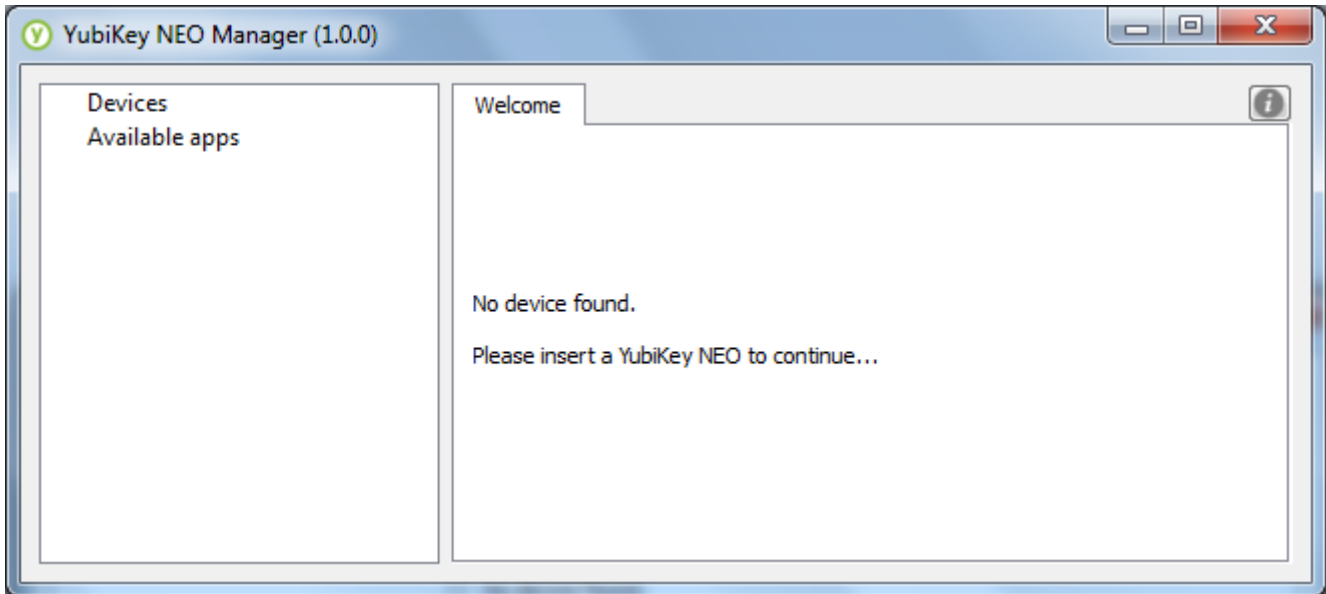 YubiKey NEO Manager (1.0.0)
Devices
Available apps
Welcome
No device found.
Please insert a YubiKey NEO to continue...